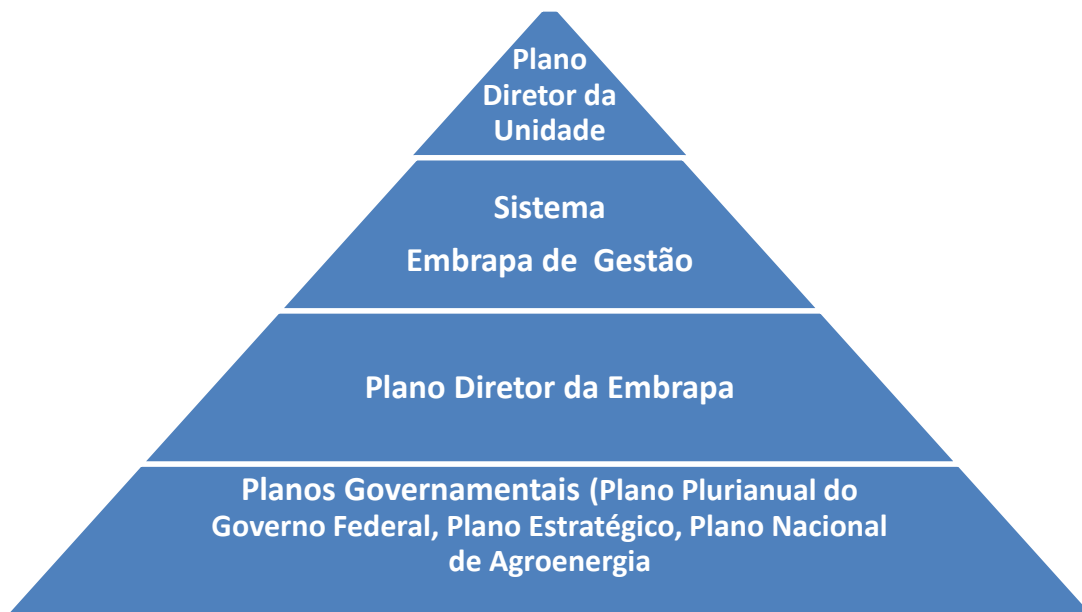 Plano
Diretor da
Unidade
Sistema
Embrapa de Gestão
Plano Diretor da Embrapa
Planos Governamentais (Plano Plurianual do
Governo Federal, Plano Estratégico, Plano Nacional
de Agroenergia